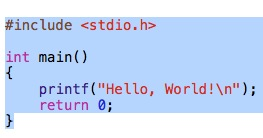 #include <stdio.h>
int main()
{
    printf("Hello, World!\n");
    return 0;
}